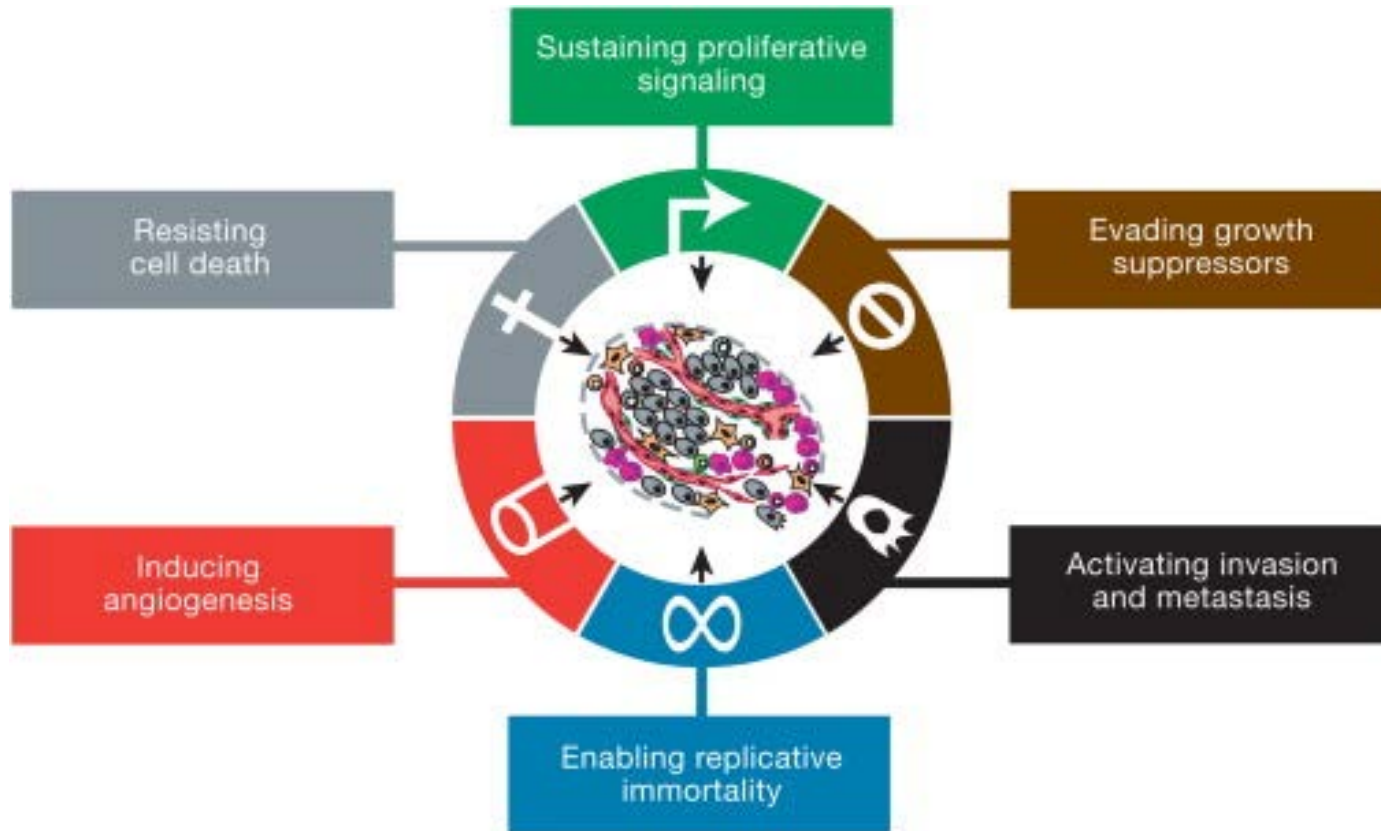 Sustaining proliferative
signaling
Resisting
cell death
Evading growth
suppressors
Inducing
angiogenesis
Activating invasion
and metastasis
Enabling replicative
immortality